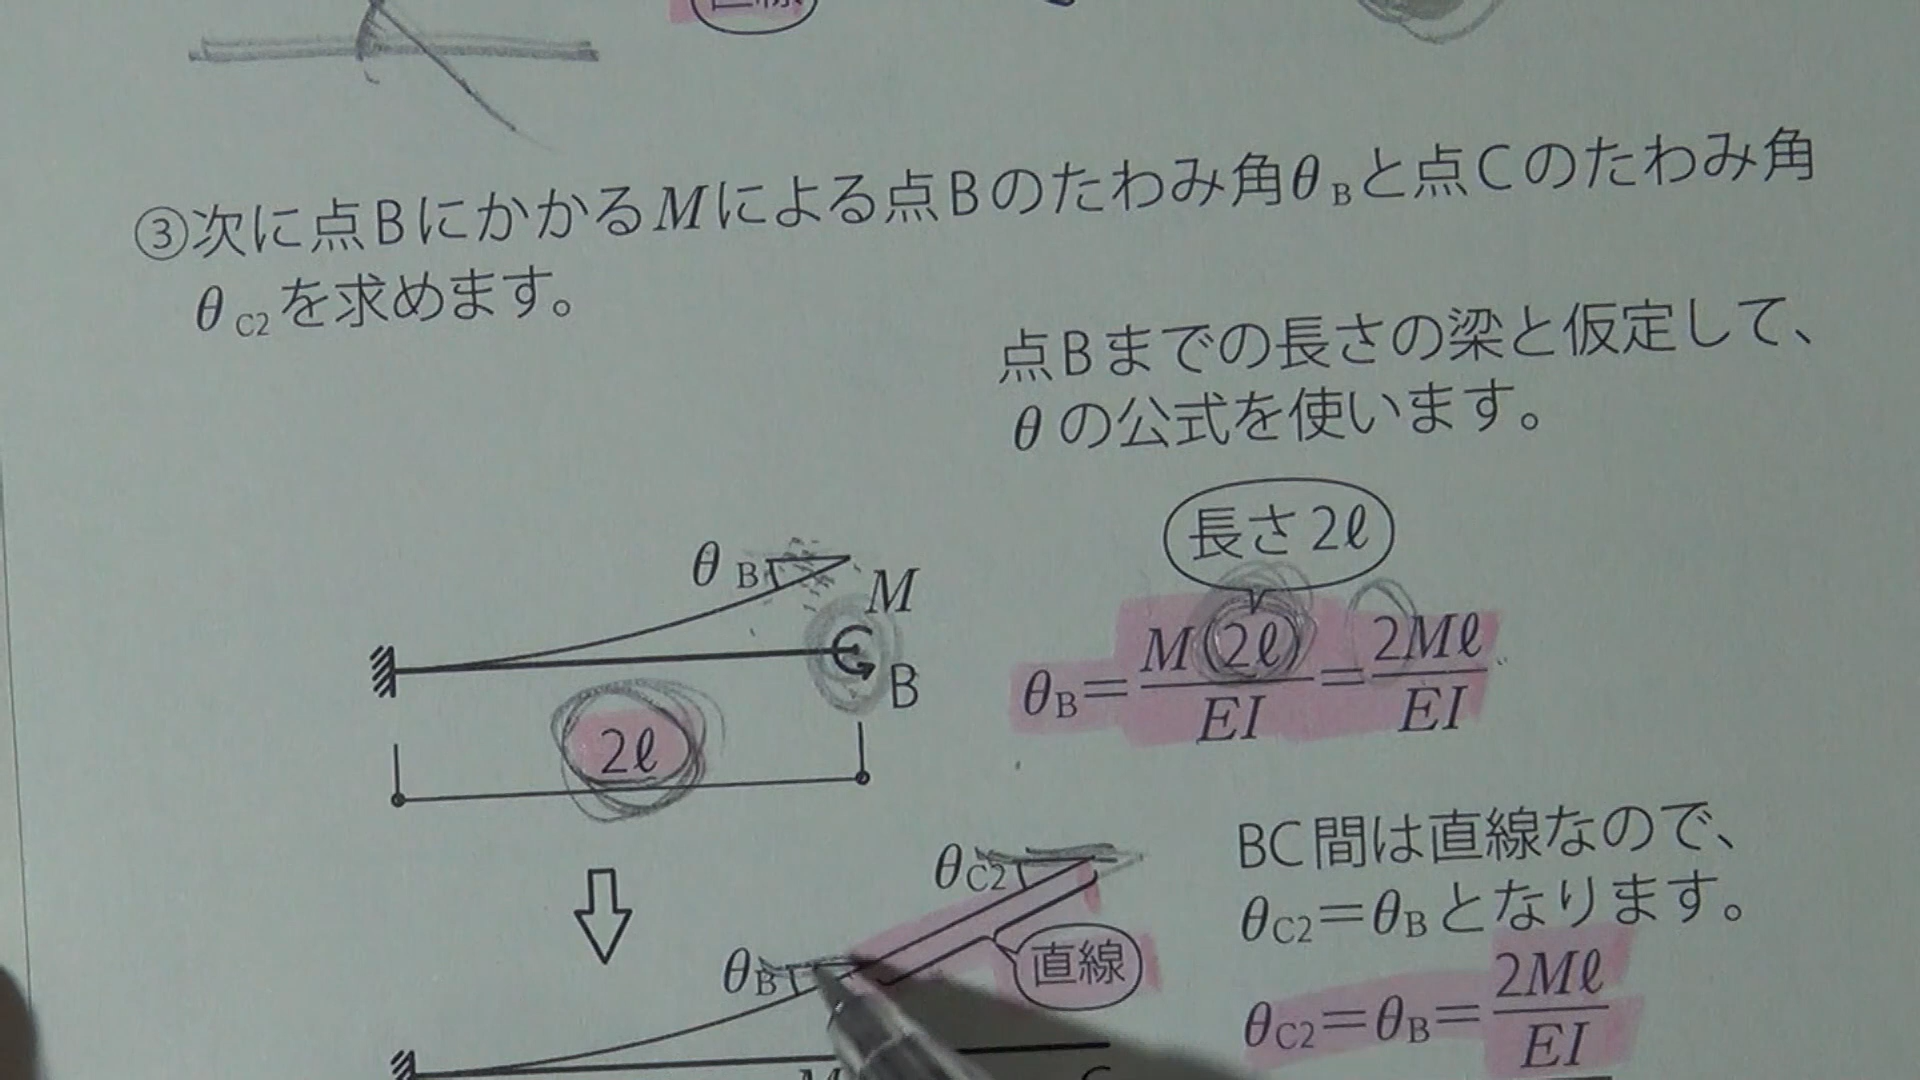 ③次に点BにかかるMによる点Bのたわみ角θBと点Cのたわみ角
θC2を求めます。
点Bまでの長さの梁と仮定して、
θの公式を使います。
長さ2ℓ
θB
M
B
2ℓ
θB=M(2ℓ)/EI=2Mℓ/EI
BC間は直線なので、
θC2=θBとなります。
θC2
直線
θB
θC2=θB=2Mℓ/EI